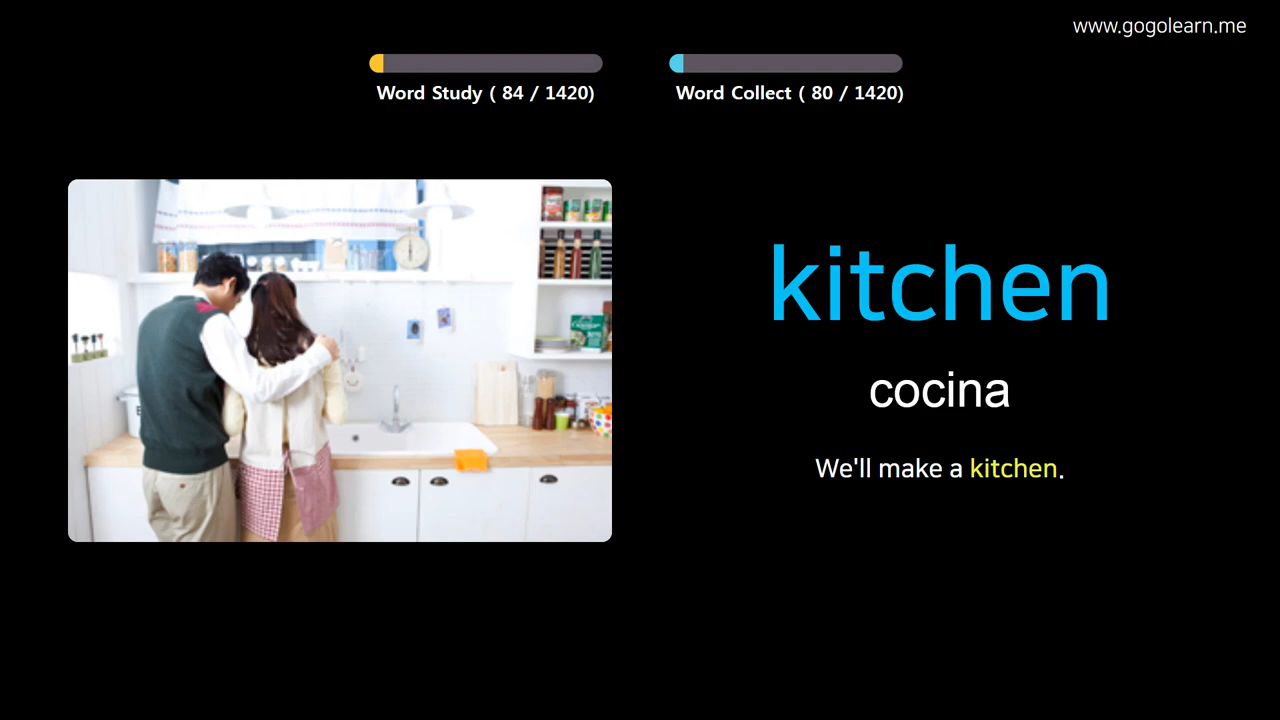 www.gogolearn.me
Word Study ( 84 / 1420)
Word Collect ( 80 / 1420)
kitchen
cocina
We'll make a kitchen.